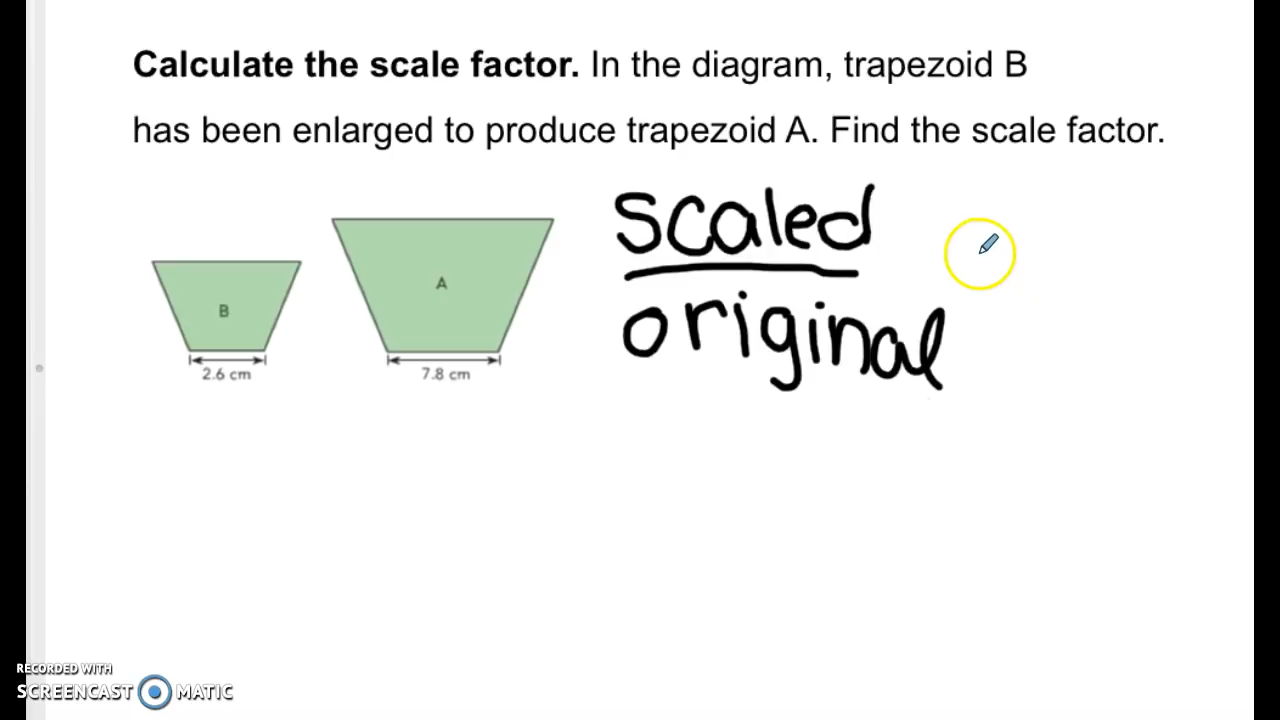 Calculate the scale factor. In the diagram, trapezoid B
has been enlarged to produce trapezoid A. Find the scale factor.
scaled
original
B
A
2.6 cm
7.8 cm
RECORDED WITH
SCREENCAST MATIC